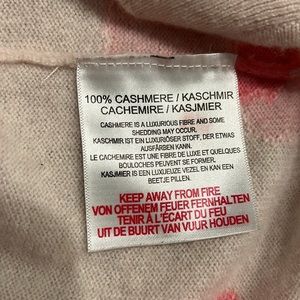 100% CASHMERE / KASCHMIR
CACHEMIRE / KASJMIER
CASHMERE IS A LUXURIOUS FIBRE AND SOME
SHEDDING MAY OCCUR.
KASCHMIR IST EIN LUXURIÖSER STOFF, DER ETWAS
AUSFÄRBEN KANN.
LE CACHEMIRE EST UNE FIBRE DE LUXE ET QUELQUES
BOULOCHES PEUVENT SE FORMER.
KASJMIER IS EEN LUXUEUZE VEZEL EN KAN EEN
BEETJE PILLEN.
KEEP AWAY FROM FIRE
VON OFFENEM FEUER FERNHALTEN
TENIR À L'ÉCART DU FEU
UIT DE BUURT VAN VUUR HOUDEN